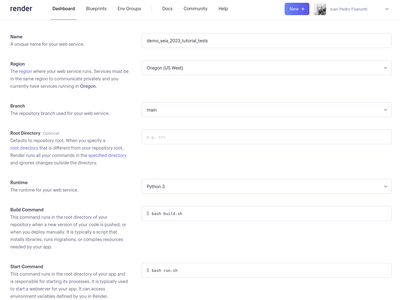 render
Dashboard
Blueprints
Env Groups
Docs
Community
Help
New +
Name
A unique name for your web service.
demo_seia_2023_tutorial_tests
Region
The region where your web service runs. Services must be
in the same region to communicate privately and you
currently have services running in Oregon.
Oregon (US West)
Branch
The repository branch used for your web service.
main
Root Directory Optional
Defaults to repository root. When you specify a
root directory that is different from your repository root,
Render runs all your commands in the specified directory
and ignores changes outside the directory.
e.g. src
Runtime
The runtime for your web service.
Python 3
Build Command
This command runs in the root directory of your
repository when a new version of your code is pushed, or
when you deploy manually. It is typically a script that
installs libraries, runs migrations, or compiles resources
needed by your app.
$ bash build.sh
Start Command
This command runs in the root directory of your app and
is responsible for starting its processes. It is typically used
to start a webserver for your app. It can access
environment variables defined by you in Render.
$ bash run.sh